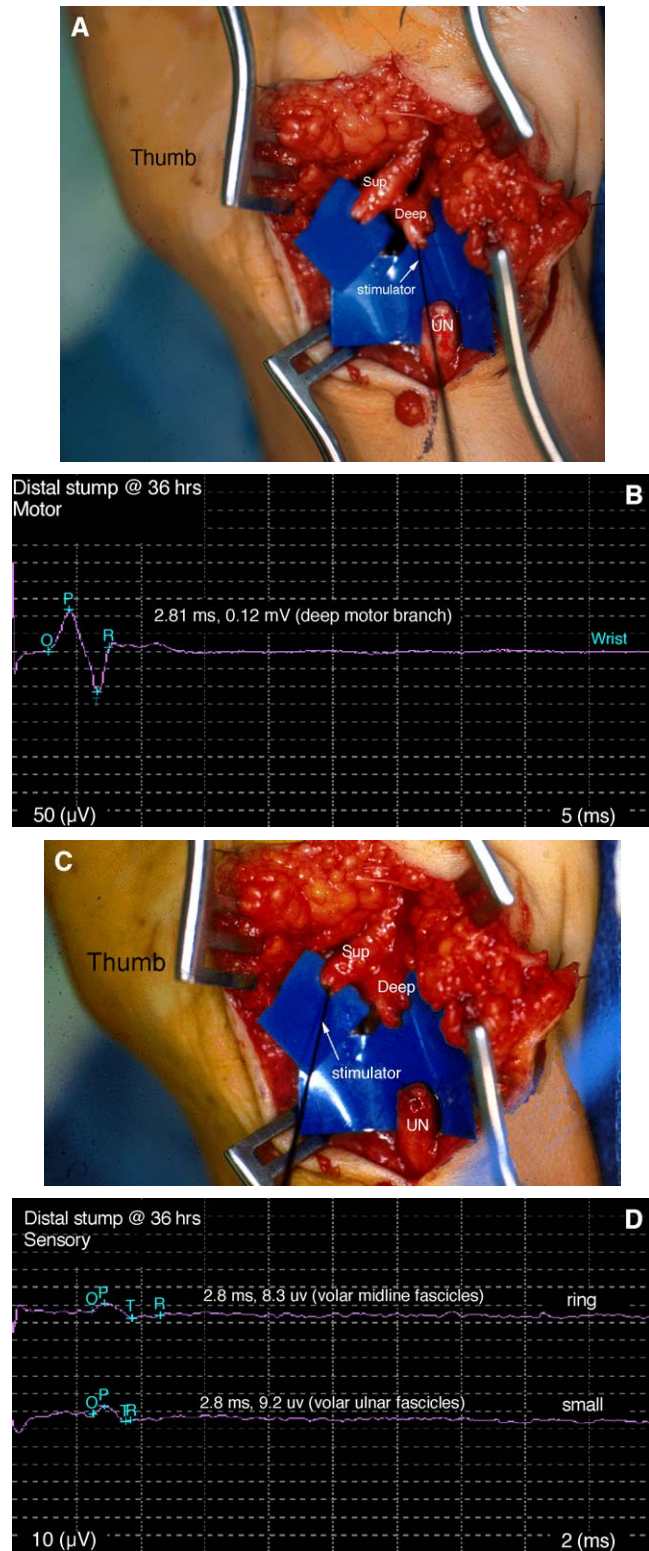 A
Thumb
Sup
Deep
stimulator
UN
Distal stump @ 36 hrs
Motor
B
P
O
R
T
2.81 ms, 0.12 mV (deep motor branch)
Wrist
50 (µV)
5 (ms)
C
Thumb
Sup
Deep
stimulator
UN
Distal stump @ 36 hrs
Sensory
D
O
P
T
R
2.8 ms, 8.3 uv (volar midline fascicles)
ring
O
P
T
R
2.8 ms, 9.2 uv (volar ulnar fascicles)
small
10 (µV)
2 (ms)